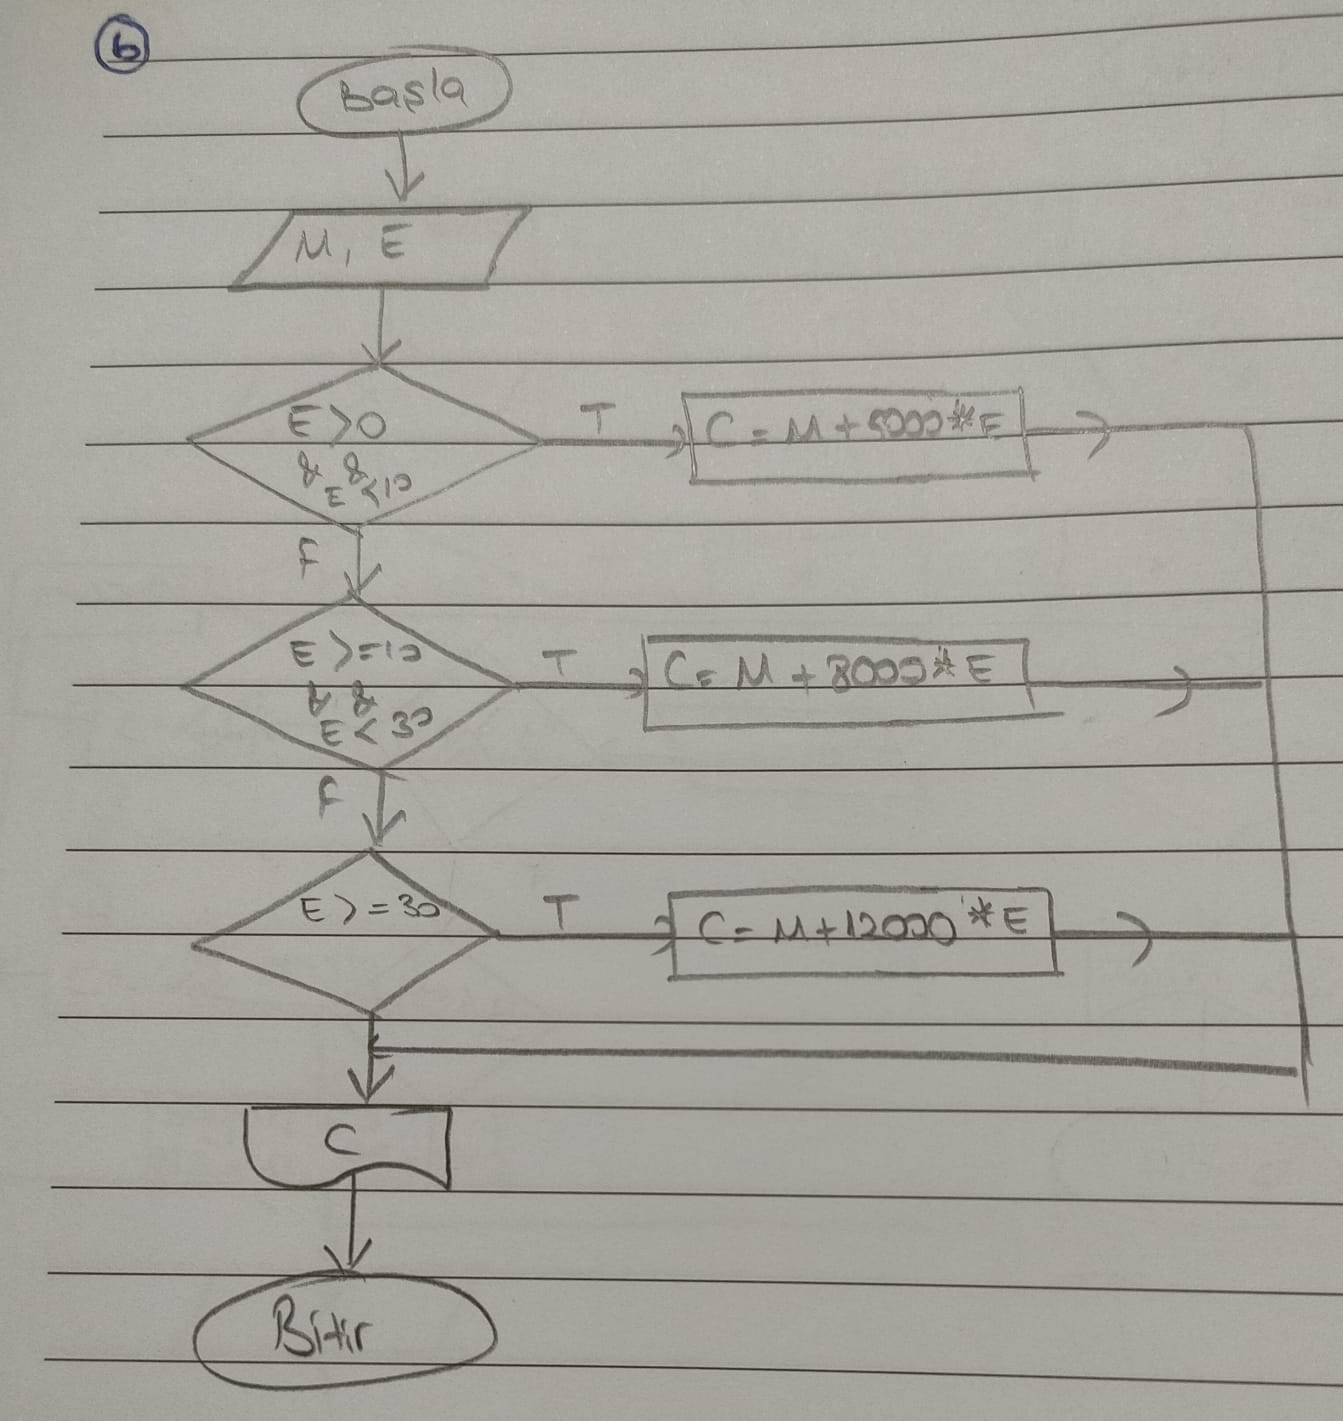 6
Başla
M, E
E>0
& &
E<10
T
C = M + 5000 * E
F
E>=10
& &
E<30
T
C = M + 8000 * E
F
E>=30
T
C = M + 12000 * E
C
Bitir